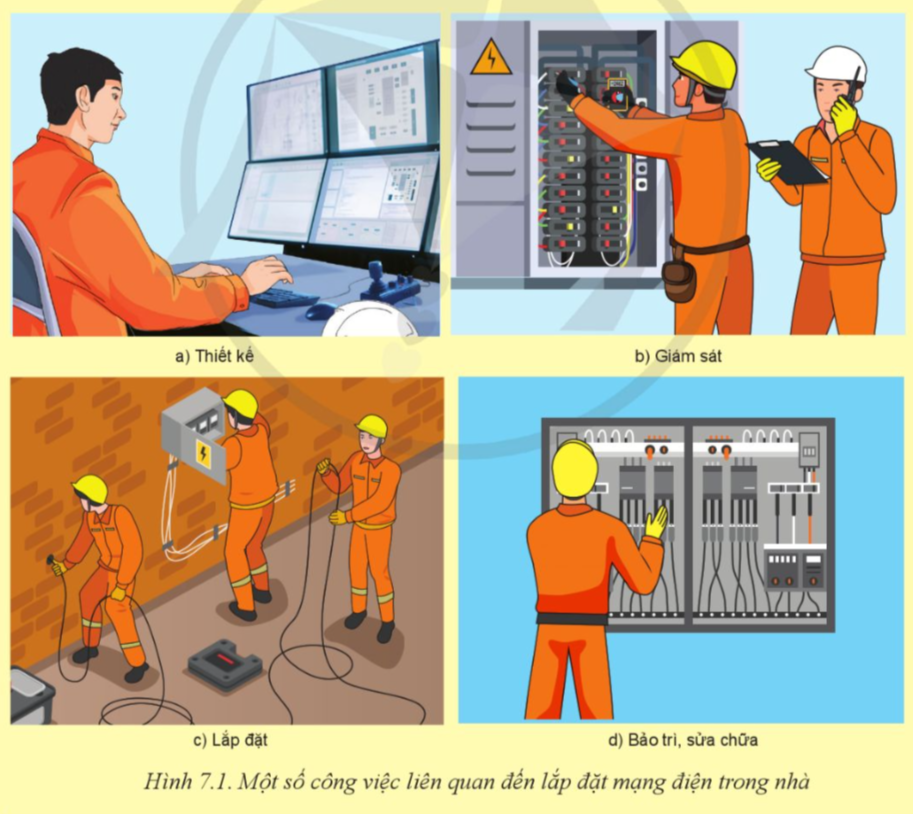 a) Thiết kế
b) Giám sát
c) Lắp đặt
d) Bảo trì, sửa chữa
Hình 7.1. Một số công việc liên quan đến lắp đặt mạng điện trong nhà